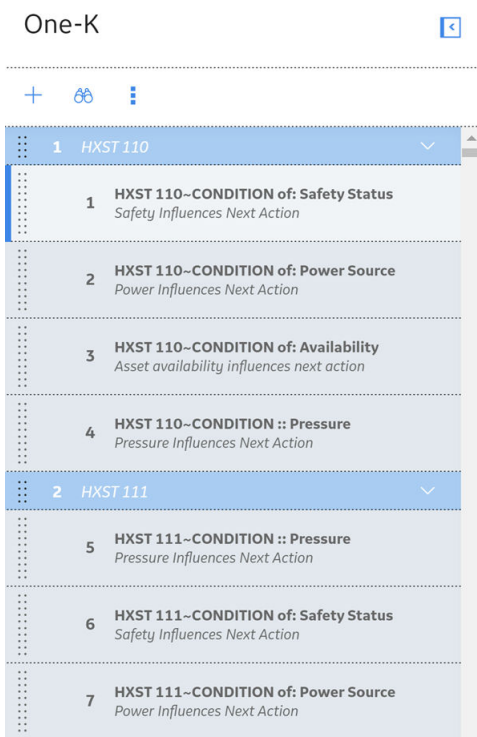 One-K
1 HXST 110
1 HXST 110~CONDITION of: Safety Status
Safety Influences Next Action
2 HXST 110~CONDITION of: Power Source
Power Influences Next Action
3 HXST 110~CONDITION of: Availability
Asset availability influences next action
4 HXST 110~CONDITION :: Pressure
Pressure Influences Next Action
2 HXST 111
5 HXST 111~CONDITION :: Pressure
Pressure Influences Next Action
6 HXST 111~CONDITION of: Safety Status
Safety Influences Next Action
7 HXST 111~CONDITION of: Power Source
Power Influences Next Action